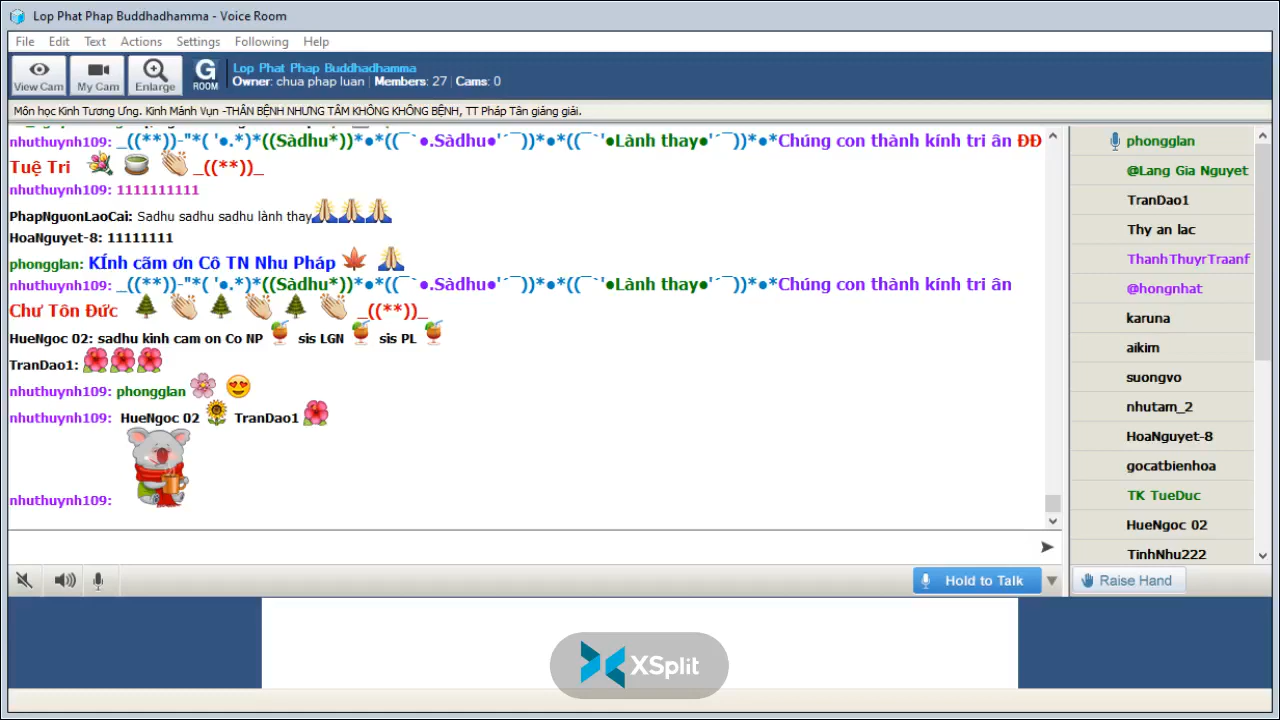 Lop Phat Phap Buddhadhamma - Voice Room
File Edit Text Actions Settings Following Help
View Cam My Cam Enlarge G ROOM
Lop Phat Phap Buddhadhamma
Owner: chua phap luan | Members: 27 | Cams: 0
Môn học Kinh Tương Ưng. Kinh Mánh Vụn -THÂN BỆNH NHƯNG TÂM KHÔNG KHÔNG BỆNH, TT Pháp Tân giảng giải.
nhuthuynh109: _((**))-"*( '●.*)*((Sàdhu*))*●*((¯`●.Sàdhu●'´¯))*●*((¯`'●Lành thay●'´¯))*●*Chúng con thành kính tri ân ĐĐ
Tuệ Tri _((**))_
nhuthuynh109: 1111111111
PhapNguonLaoCai: Sadhu sadhu sadhu lành thay
HoaNguyet-8: 11111111
phongglan: KÍnh cãm ơn Cô TN Nhu Pháp
nhuthuynh109: _((**))-"*( '●.*)*((Sàdhu*))*●*((¯`●.Sàdhu●'´¯))*●*((¯`'●Lành thay●'´¯))*●*Chúng con thành kính tri ân
Chư Tôn Đức _((**))_
HueNgoc 02: sadhu kinh cam on Co NP sis LGN sis PL
TranDao1:
nhuthuynh109: phongglan
nhuthuynh109: HueNgoc 02 TranDao1
nhuthuynh109:
Hold to Talk
phongglan
@Lang Gia Nguyet
TranDao1
Thy an lac
ThanhThuyrTraanf
@hongnhat
karuna
aikim
suongvo
nhutam_2
HoaNguyet-8
gocatbienhoa
TK TueDuc
HueNgoc 02
TinhNhu222
Raise Hand
XSplit